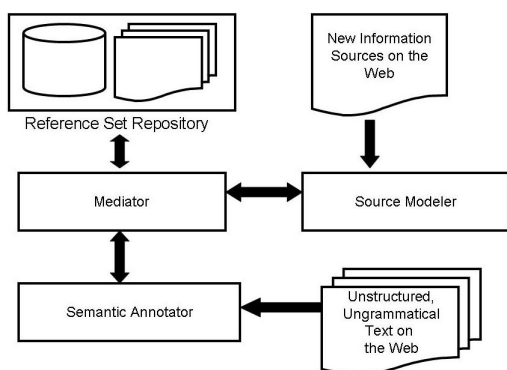 New Information
Sources on the
Web
Reference Set Repository
Mediator
Source Modeler
Semantic Annotator
Unstructured,
Ungrammatical
Text on
the Web